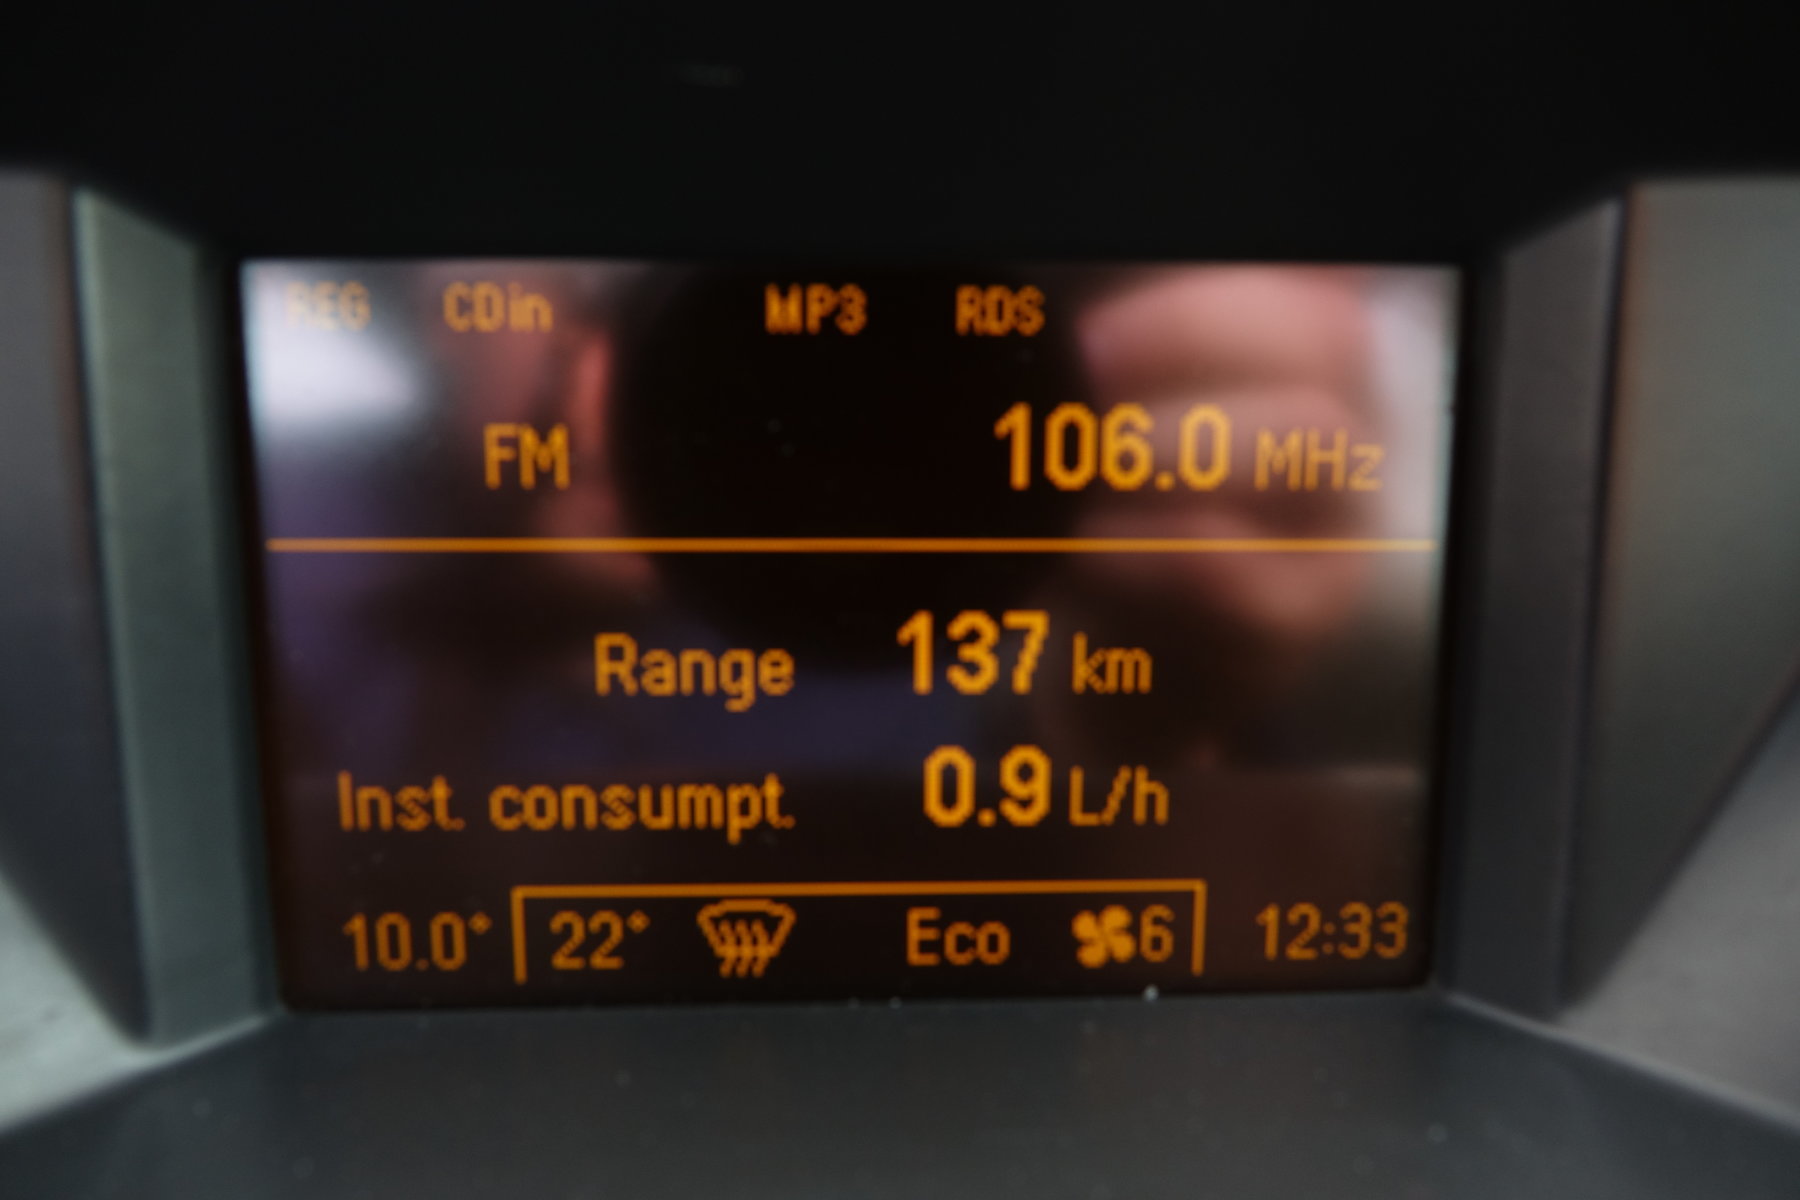 REG CDin MP3 RDS
FM 106.0 MHz
Range 137 km
Inst. consumpt. 0.9 L/h
10.0° 22° Eco 6 12:33